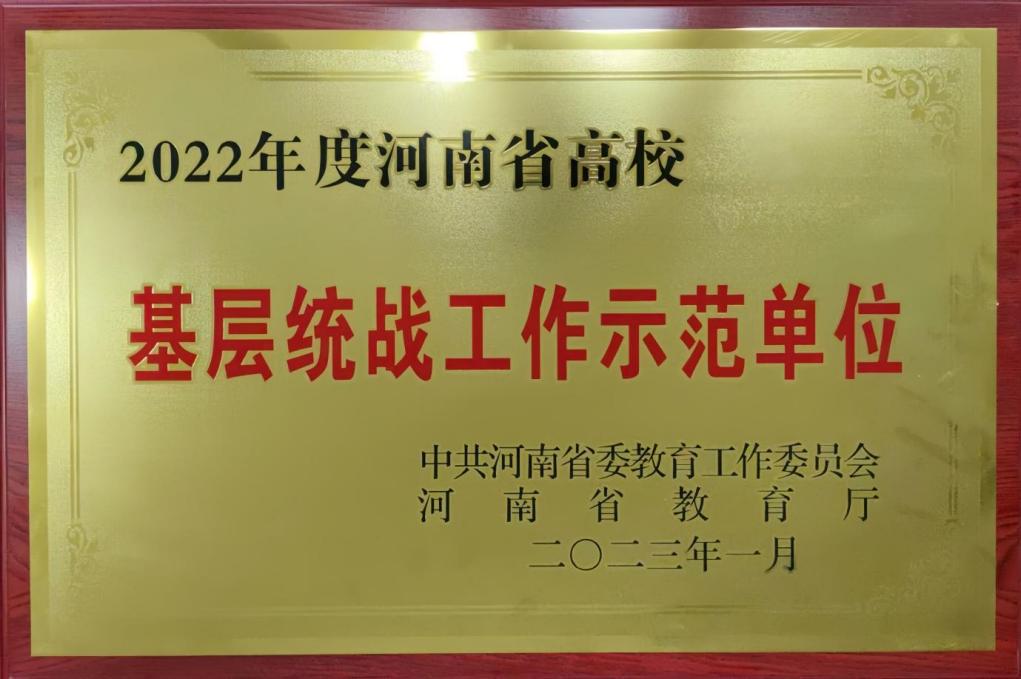 2022年度河南省高校
基层统战工作示范单位
中共河南省委教育工作委员会
河南省教育厅
二〇二三年一月